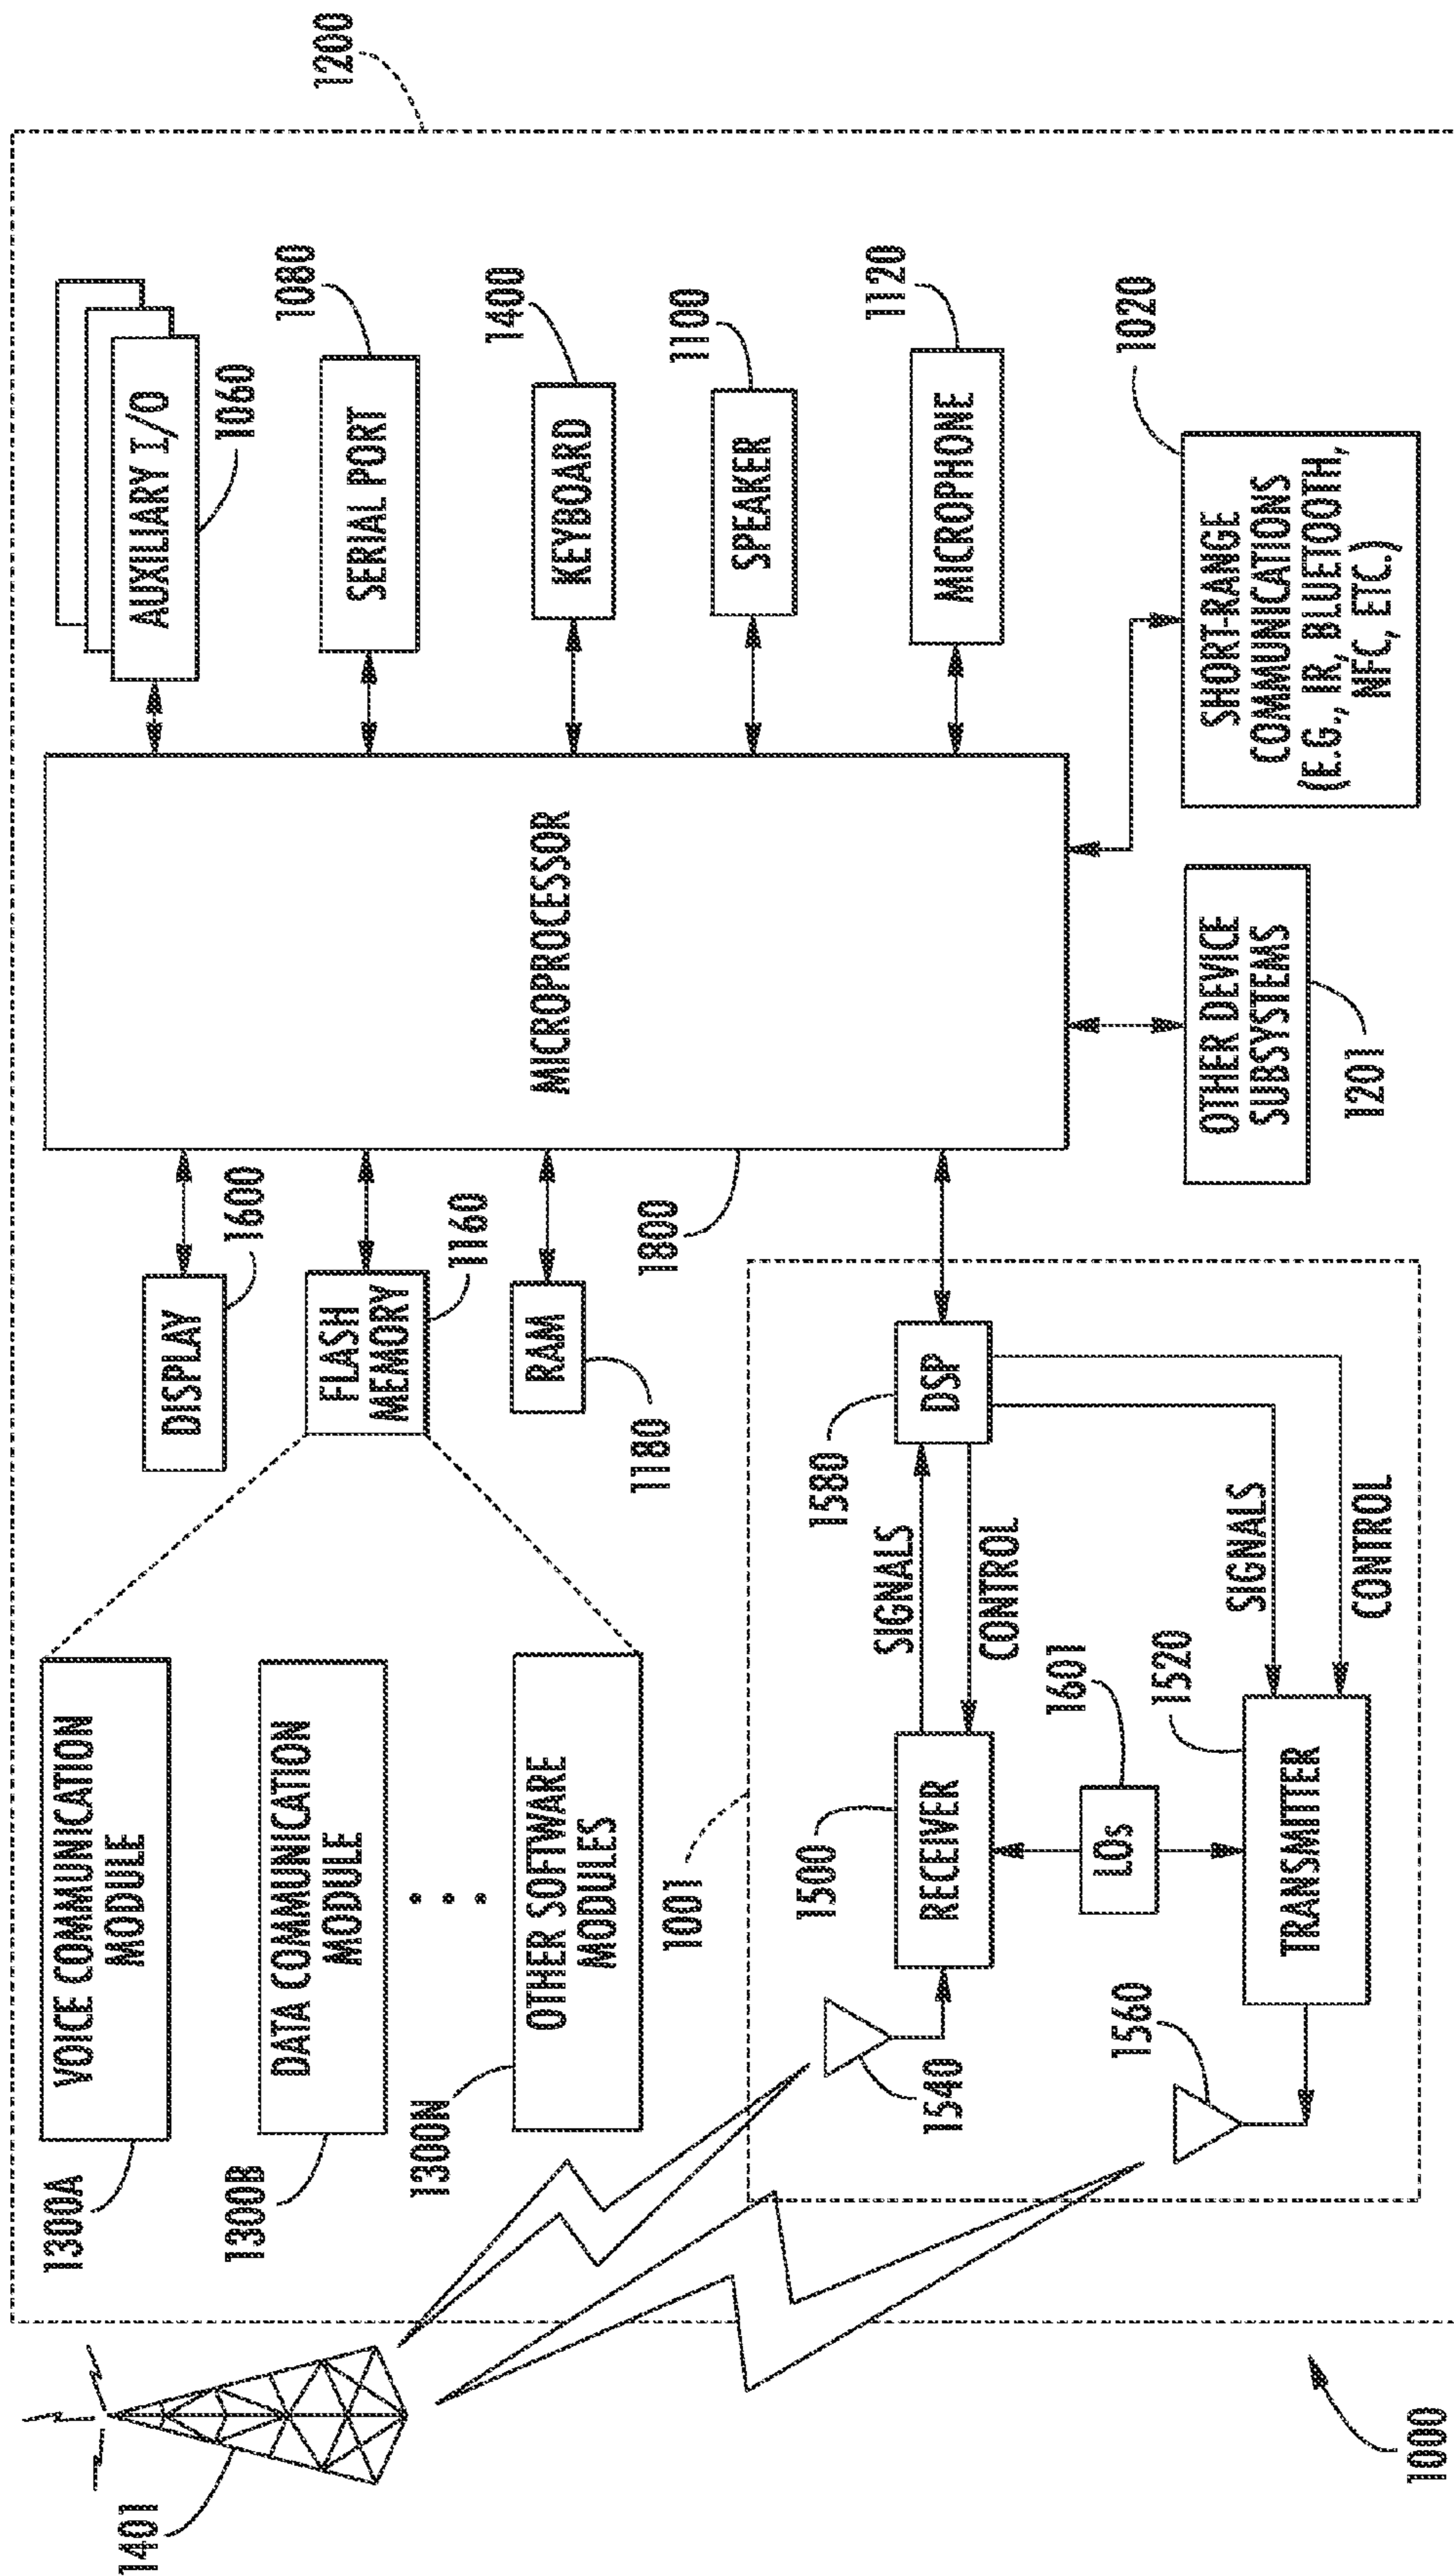 1200
AUXILIARY I/O
1060
SERIAL PORT
1080
KEYBOARD
1400
SPEAKER
1100
MICROPHONE
1120
SHORT-RANGE
COMMUNICATIONS
(E.G., IR, BLUETOOTH,
NFC, ETC.)
1020
MICROPROCESSOR
1800
OTHER DEVICE
SUBSYSTEMS
1201
DISPLAY
1600
FLASH
MEMORY
1160
RAM
1180
VOICE COMMUNICATION
MODULE
1300A
DATA COMMUNICATION
MODULE
1300B
OTHER SOFTWARE
MODULES
1300N
1001
DSP
1580
SIGNALS
CONTROL
SIGNALS
CONTROL
RECEIVER
1500
LOs
1601
TRANSMITTER
1520
1540
1560
1401
1000